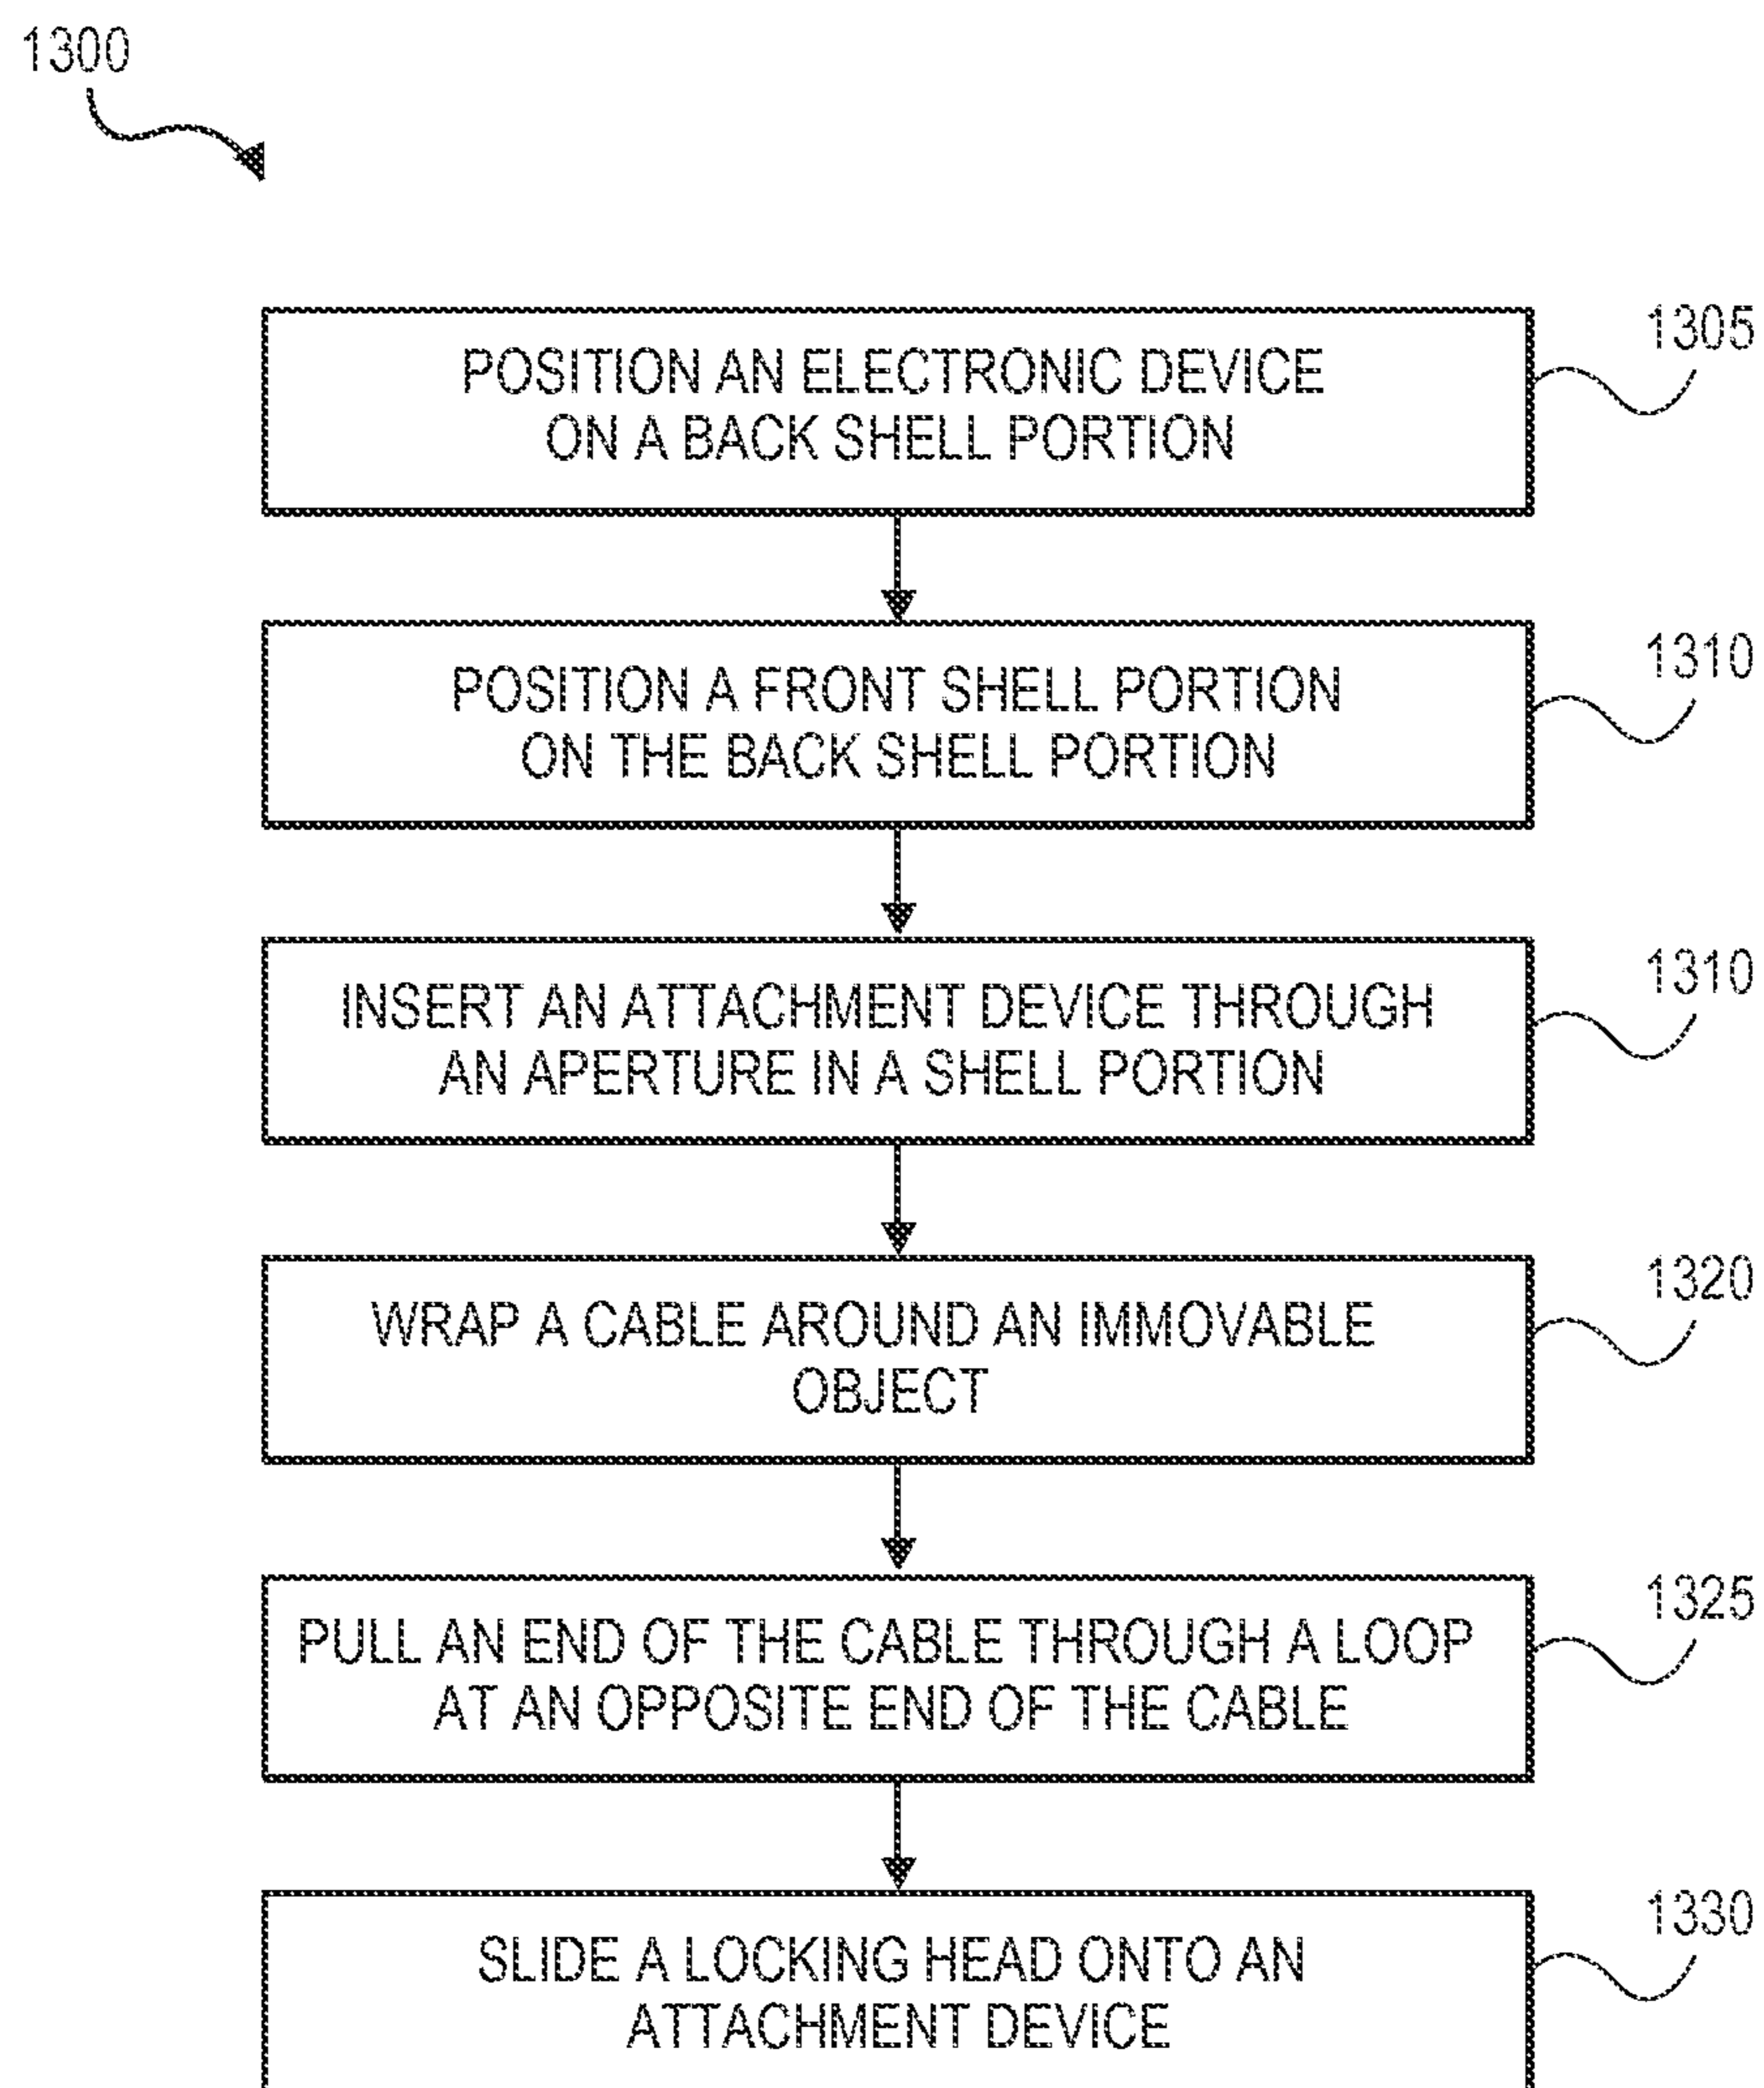 1300
1305
POSITION AN ELECTRONIC DEVICE
ON A BACK SHELL PORTION
1310
POSITION A FRONT SHELL PORTION
ON THE BACK SHELL PORTION
1310
INSERT AN ATTACHMENT DEVICE THROUGH
AN APERTURE IN A SHELL PORTION
1320
WRAP A CABLE AROUND AN IMMOVABLE
OBJECT
1325
PULL AN END OF THE CABLE THROUGH A LOOP
AT AN OPPOSITE END OF THE CABLE
1330
SLIDE A LOCKING HEAD ONTO AN
ATTACHMENT DEVICE